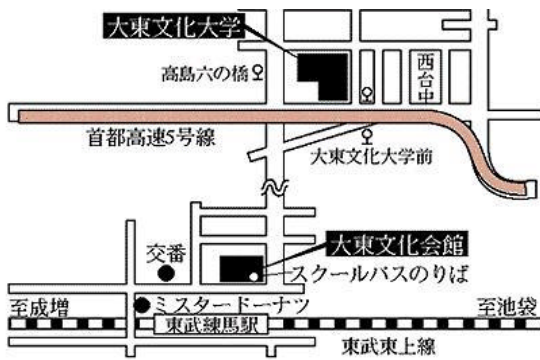 大東文化大学
高島六の橋
西台中
首都高速5号線
大東文化大学前
大東文化会館
交番
スクールバスのりば
至成増
ミスタードーナツ
至池袋
東武練馬駅
東武東上線